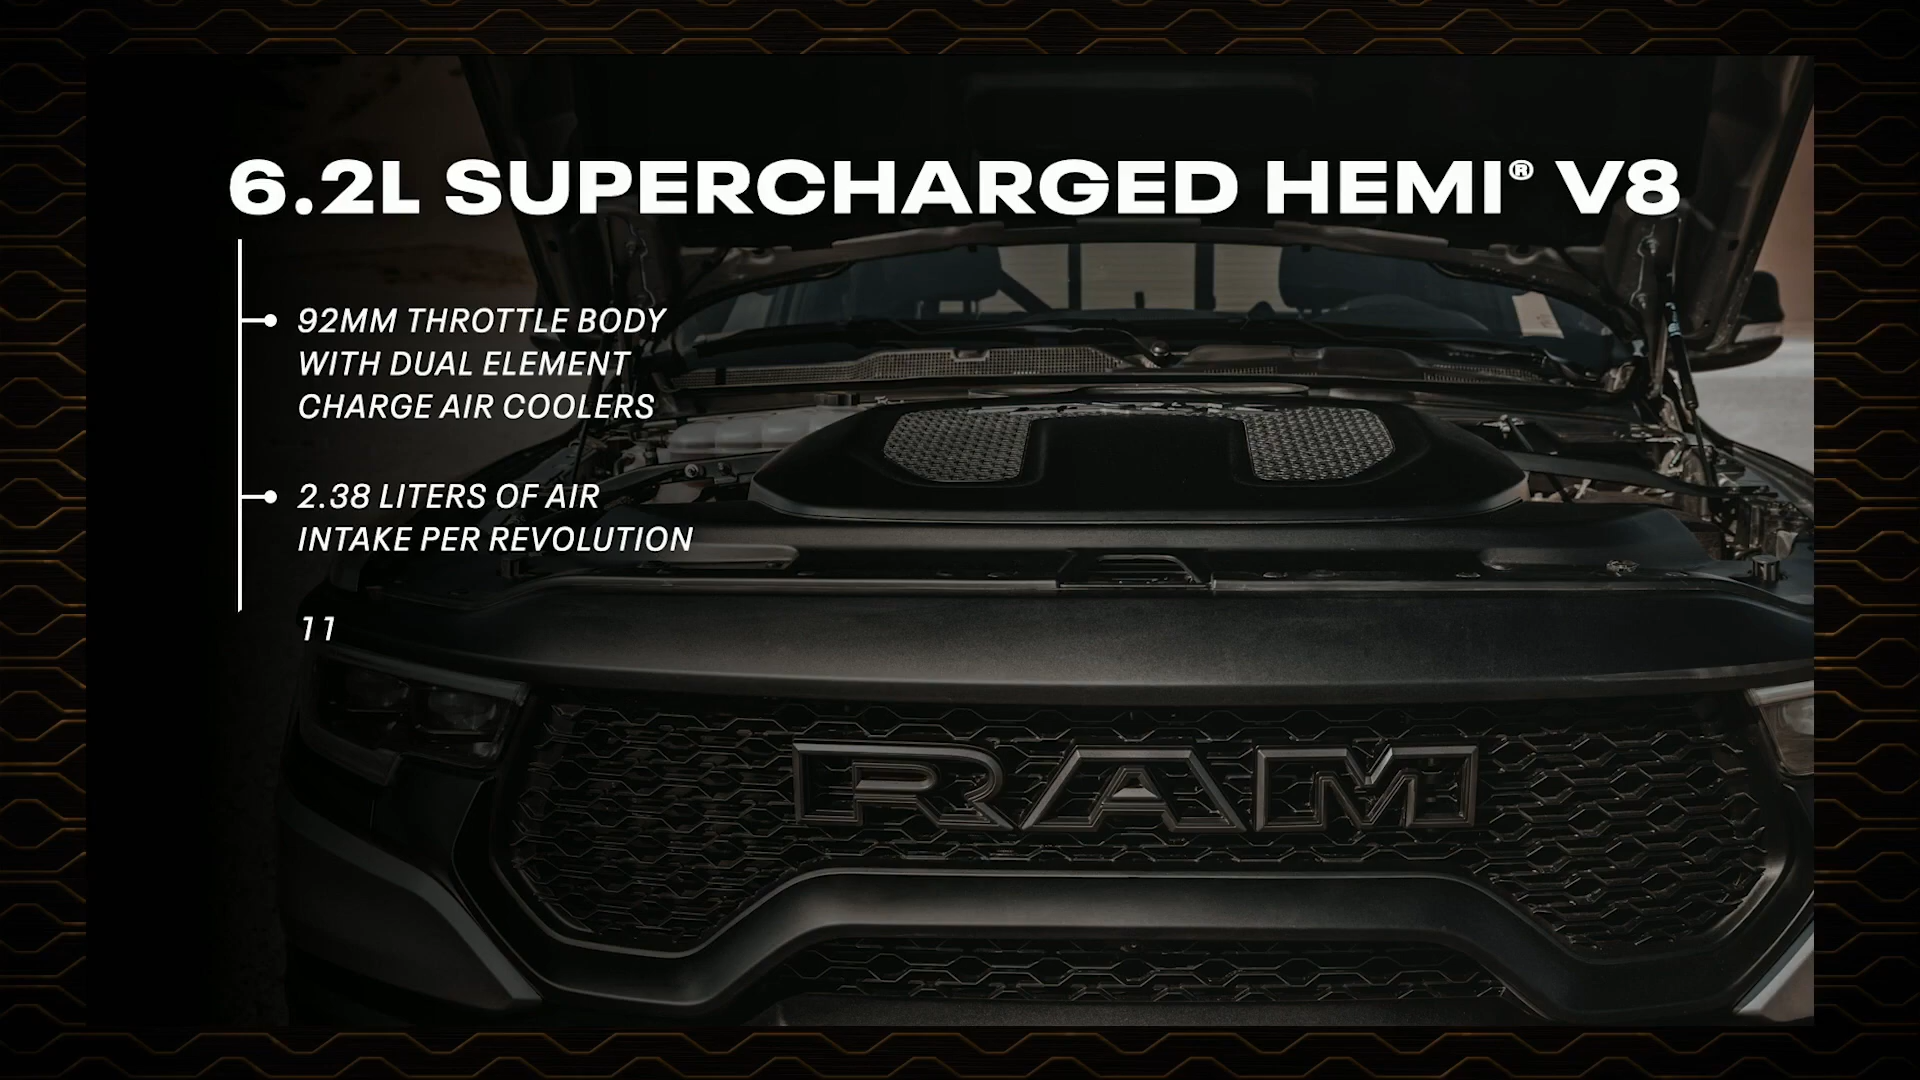 6.2L SUPERCHARGED HEMI® V8
92MM THROTTLE BODY
WITH DUAL ELEMENT
CHARGE AIR COOLERS
2.38 LITERS OF AIR
INTAKE PER REVOLUTION
11
RAM